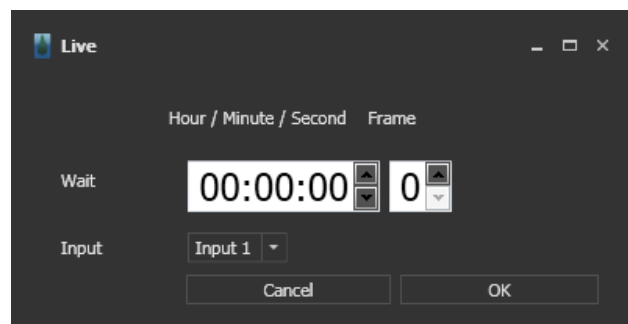 Live
Hour / Minute / Second Frame
Wait 00:00:00 0
Input Input 1
Cancel OK